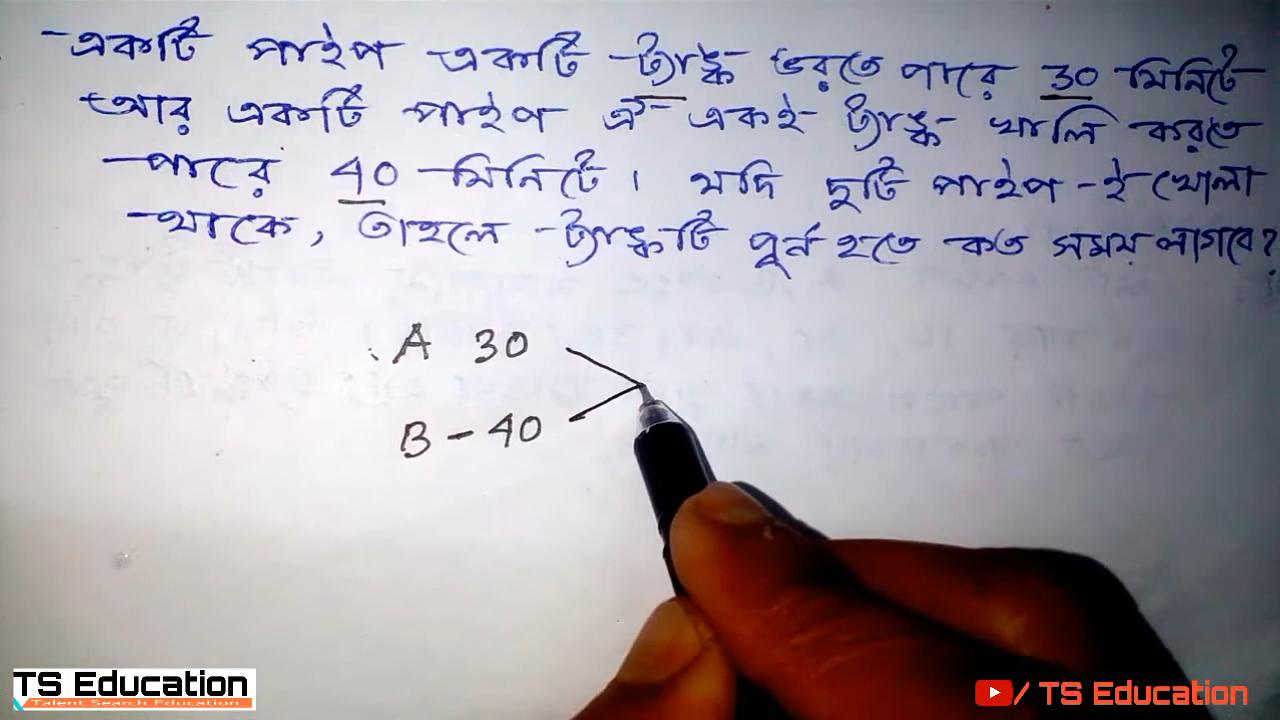 একটি পাইপ একটি ট্যাঙ্ক ভরতে পারে 30 মিনিটে
আর একটি পাইপ ঐ একই ট্যাঙ্ক খালি করতে
পারে 40 মিনিটে। যদি দুটি পাইপ-ই খোলা
থাকে, তাহলে ট্যাঙ্কটি পূর্ন হতে কত সময় লাগবে?
A 30
B - 40
TS Education
Talent Search Education
/ TS Education